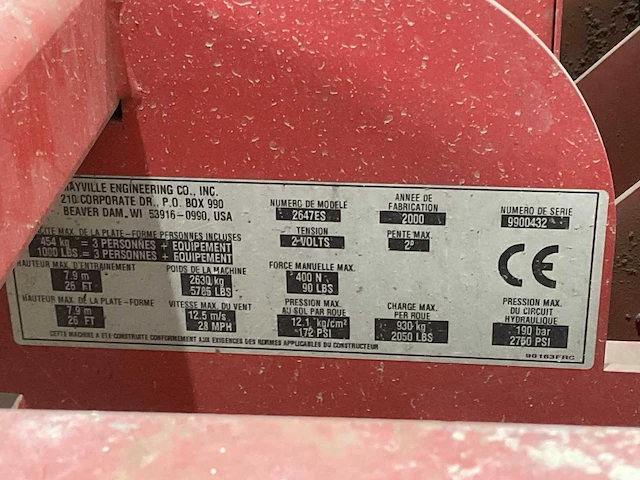 MAYVILLE ENGINEERING CO., INC.
210 CORPORATE DR., P.O. BOX 990
BEAVER DAM, WI 53916-0990, USA
NUMERO DE MODELE
2647ES
ANNEE DE
FABRICATION
2000
NUMERO DE SERIE
9900432
MAX. DE LA PLATE-FORME PERSONNES INCLUSES
454 kg = 3 PERSONNES + EQUIPEMENT
1000 LBS = 3 PERSONNES + EQUIPEMENT
TENSION
2-VOLTS
PENTE MAX.
2°
CE
HAUTEUR MAX. D'ENTRAINEMENT
7.9 m
26 FT
POIDS DE LA MACHINE
2630 kg
5785 LBS
FORCE MANUELLE MAX.
400 N
90 LBS
HAUTEUR MAX. DE LA PLATE-FORME
7.9 m
26 FT
VITESSE MAX. DU VENT
12.5 m/s
28 MPH
PRESSION MAX.
AU SOL PAR ROUE
12.1 kg/cm²
172 PSI
CHARGE MAX.
PER ROUE
930 kg
2050 LBS
PRESSION MAX.
DU CIRCUIT
HYDRAULIQUE
190 bar
2750 PSI
CETTE MACHINE A ETE CONSTRUITE CONFORMEMENT AUX EXIGENCES DES NORMES APPLICABLES DU CONSTRUCTEUR
90163FRC